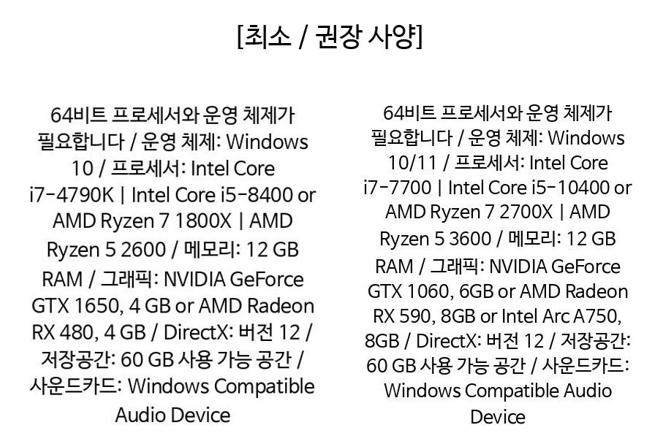 [최소 / 권장 사양]
64비트 프로세서와 운영 체제가
필요합니다 / 운영 체제: Windows
10 / 프로세서: Intel Core
i7-4790K | Intel Core i5-8400 or
AMD Ryzen 7 1800X | AMD
Ryzen 5 2600 / 메모리: 12 GB
RAM / 그래픽: NVIDIA GeForce
GTX 1650, 4 GB or AMD Radeon
RX 480, 4 GB / DirectX: 버전 12 /
저장공간: 60 GB 사용 가능 공간 /
사운드카드: Windows Compatible
Audio Device
64비트 프로세서와 운영 체제가
필요합니다 / 운영 체제: Windows
10/11 / 프로세서: Intel Core
i7-7700 | Intel Core i5-10400 or
AMD Ryzen 7 2700X | AMD
Ryzen 5 3600 / 메모리: 12 GB
RAM / 그래픽: NVIDIA GeForce
GTX 1060, 6GB or AMD Radeon
RX 590, 8GB or Intel Arc A750,
8GB / DirectX: 버전 12 / 저장공간:
60 GB 사용 가능 공간 / 사운드카드:
Windows Compatible Audio
Device